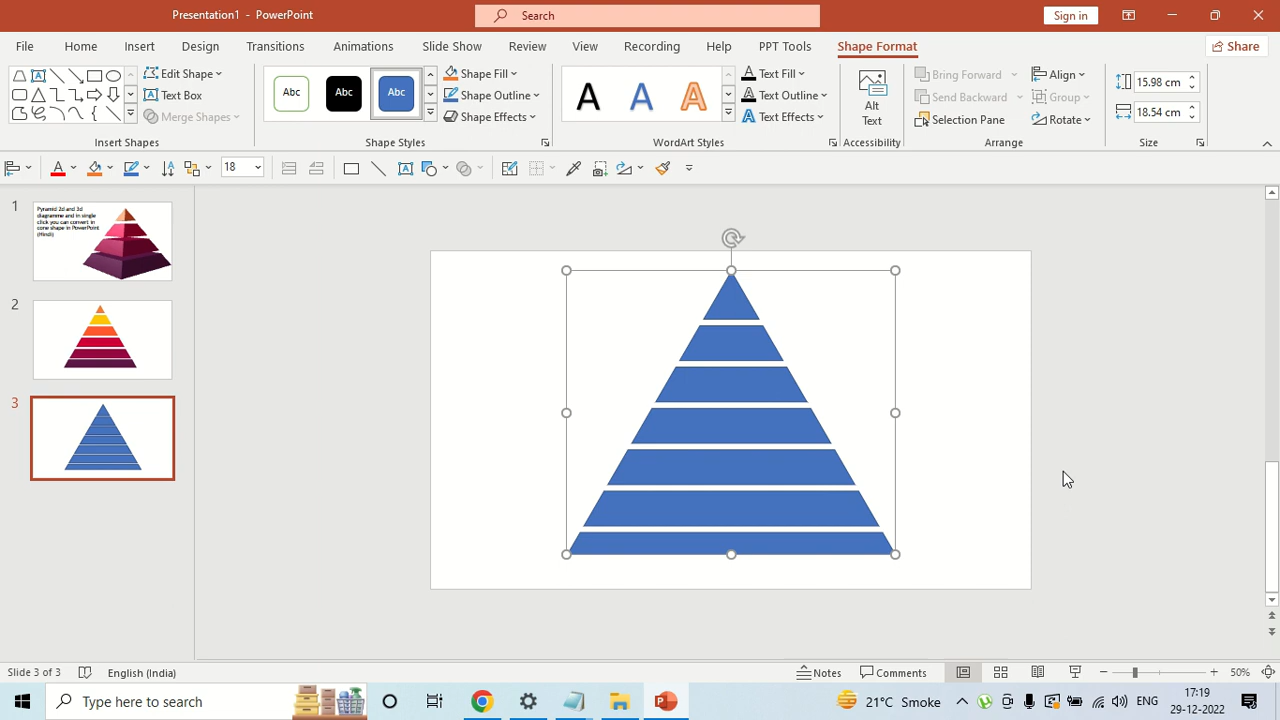 Presentation1 - PowerPoint
Search
Sign in
File Home Insert Design Transitions Animations Slide Show Review View Recording Help PPT Tools Shape Format Share
Edit Shape
Text Box
Merge Shapes
Insert Shapes
Abc Abc Abc
Shape Fill
Shape Outline
Shape Effects
Shape Styles
A A A
Text Fill
Text Outline
Text Effects
WordArt Styles
Alt
Text
Accessibility
Bring Forward
Send Backward
Selection Pane
Align
Group
Rotate
Arrange
15.98 cm
18.54 cm
Size
18
1
Pyramid 2d and 3d
diagramme and in single
click you can convert in
cone shape in PowerPoint
(Hindi)
2
3
Slide 3 of 3 English (India) Notes Comments 50%
Type here to search
21°C Smoke
ENG
17:19
29-12-2022